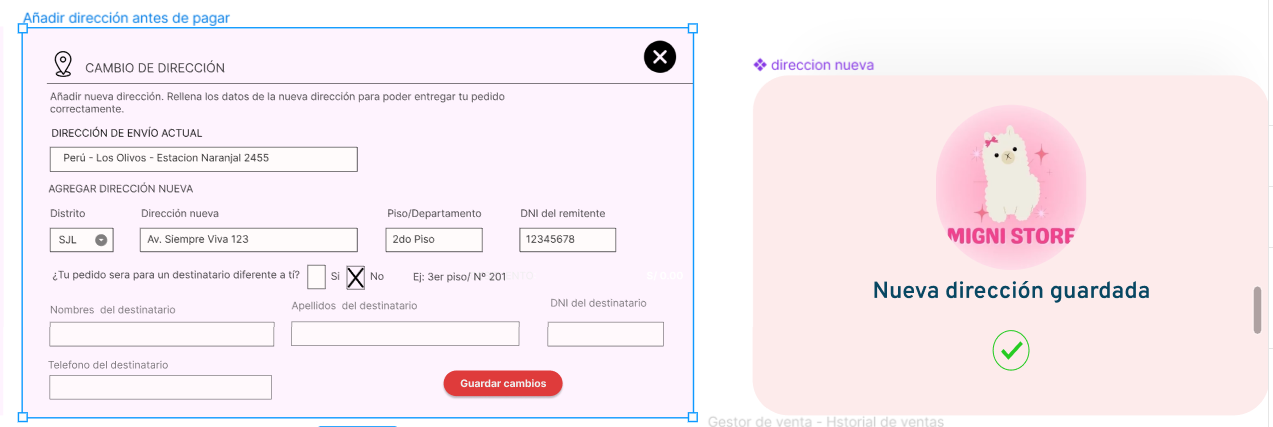 Añadir dirección antes de pagar
CAMBIO DE DIRECCIÓN
Añadir nueva dirección. Rellena los datos de la nueva dirección para poder entregar tu pedido
correctamente.
DIRECCIÓN DE ENVÍO ACTUAL
Perú - Los Olivos - Estacion Naranjal 2455
AGREGAR DIRECCIÓN NUEVA
Distrito Dirección nueva Piso/Departamento DNI del remitente
SJL Av. Siempre Viva 123 2do Piso 12345678
¿Tu pedido sera para un destinatario diferente a tí? Si No Ej: 3er piso/ Nº 201
Nombres del destinatario Apellidos del destinatario DNI del destinatario
Telefono del destinatario
Guardar cambios
direccion nueva
MIGNI STORE
Nueva dirección guardada
Gestor de venta - Hstorial de ventas